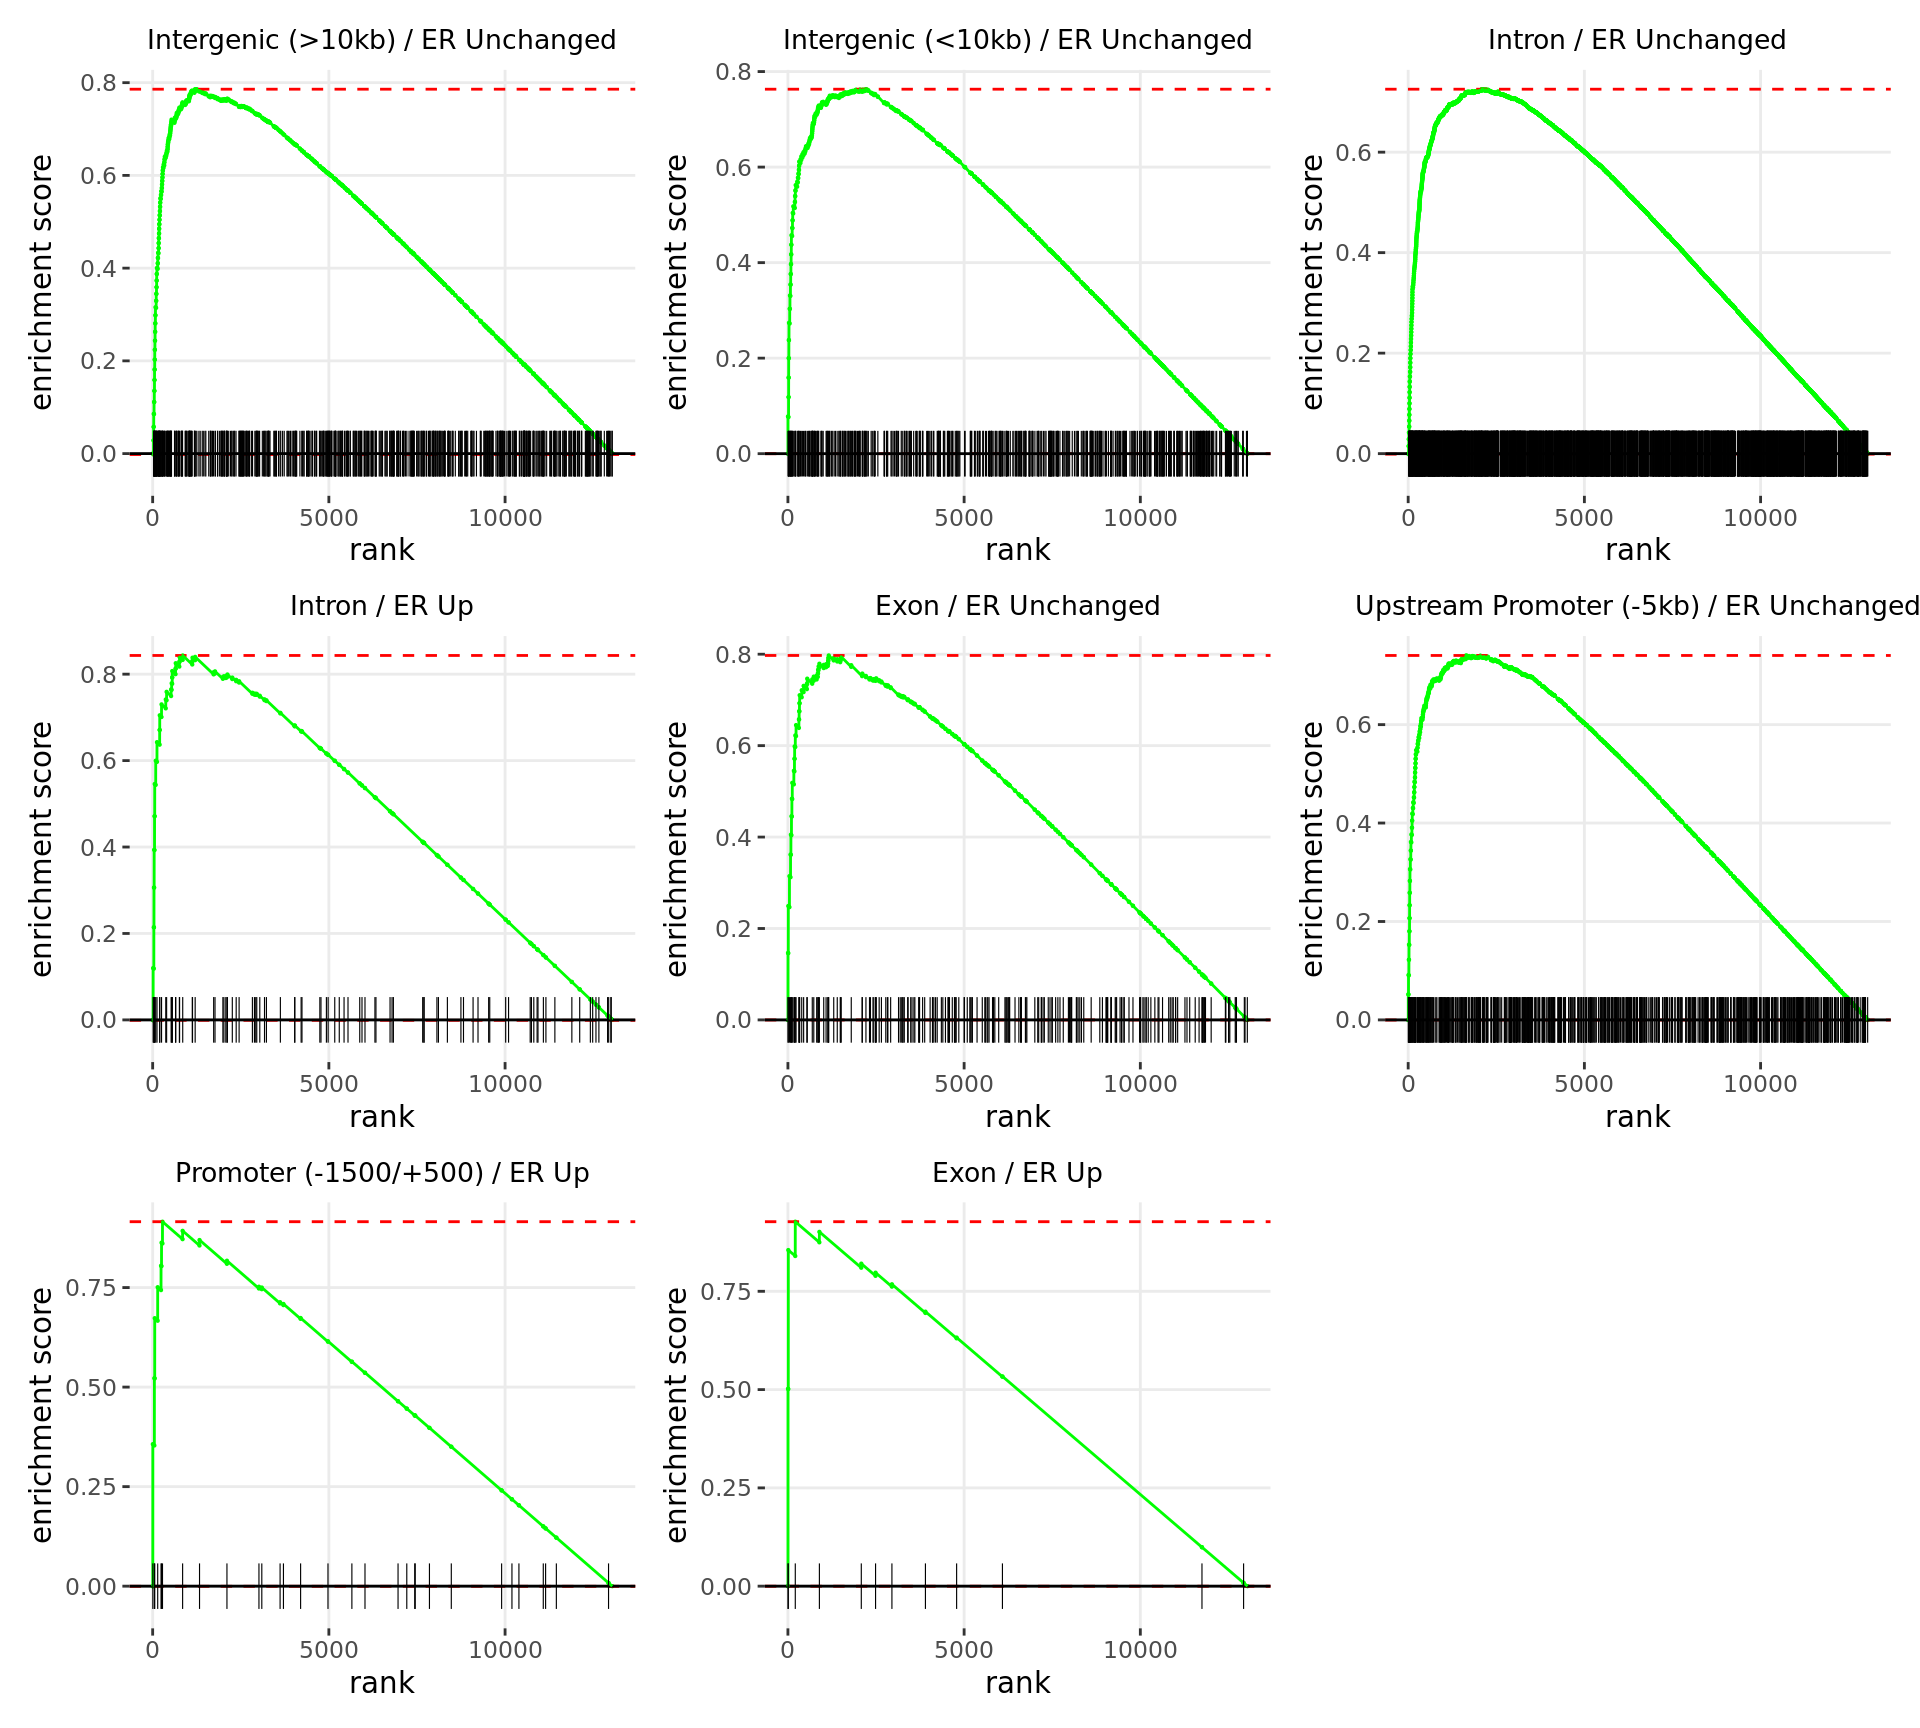 Intergenic (>10kb) / ER Unchanged
enrichment score
0.8
0.6
0.4
0.2
0.0
0 5000 10000
rank
Intergenic (<10kb) / ER Unchanged
enrichment score
0.8
0.6
0.4
0.2
0.0
0 5000 10000
rank
Intron / ER Unchanged
enrichment score
0.6
0.4
0.2
0.0
0 5000 10000
rank
Intron / ER Up
enrichment score
0.8
0.6
0.4
0.2
0.0
0 5000 10000
rank
Exon / ER Unchanged
enrichment score
0.8
0.6
0.4
0.2
0.0
0 5000 10000
rank
Upstream Promoter (-5kb) / ER Unchanged
enrichment score
0.6
0.4
0.2
0.0
0 5000 10000
rank
Promoter (-1500/+500) / ER Up
enrichment score
0.75
0.50
0.25
0.00
0 5000 10000
rank
Exon / ER Up
enrichment score
0.75
0.50
0.25
0.00
0 5000 10000
rank